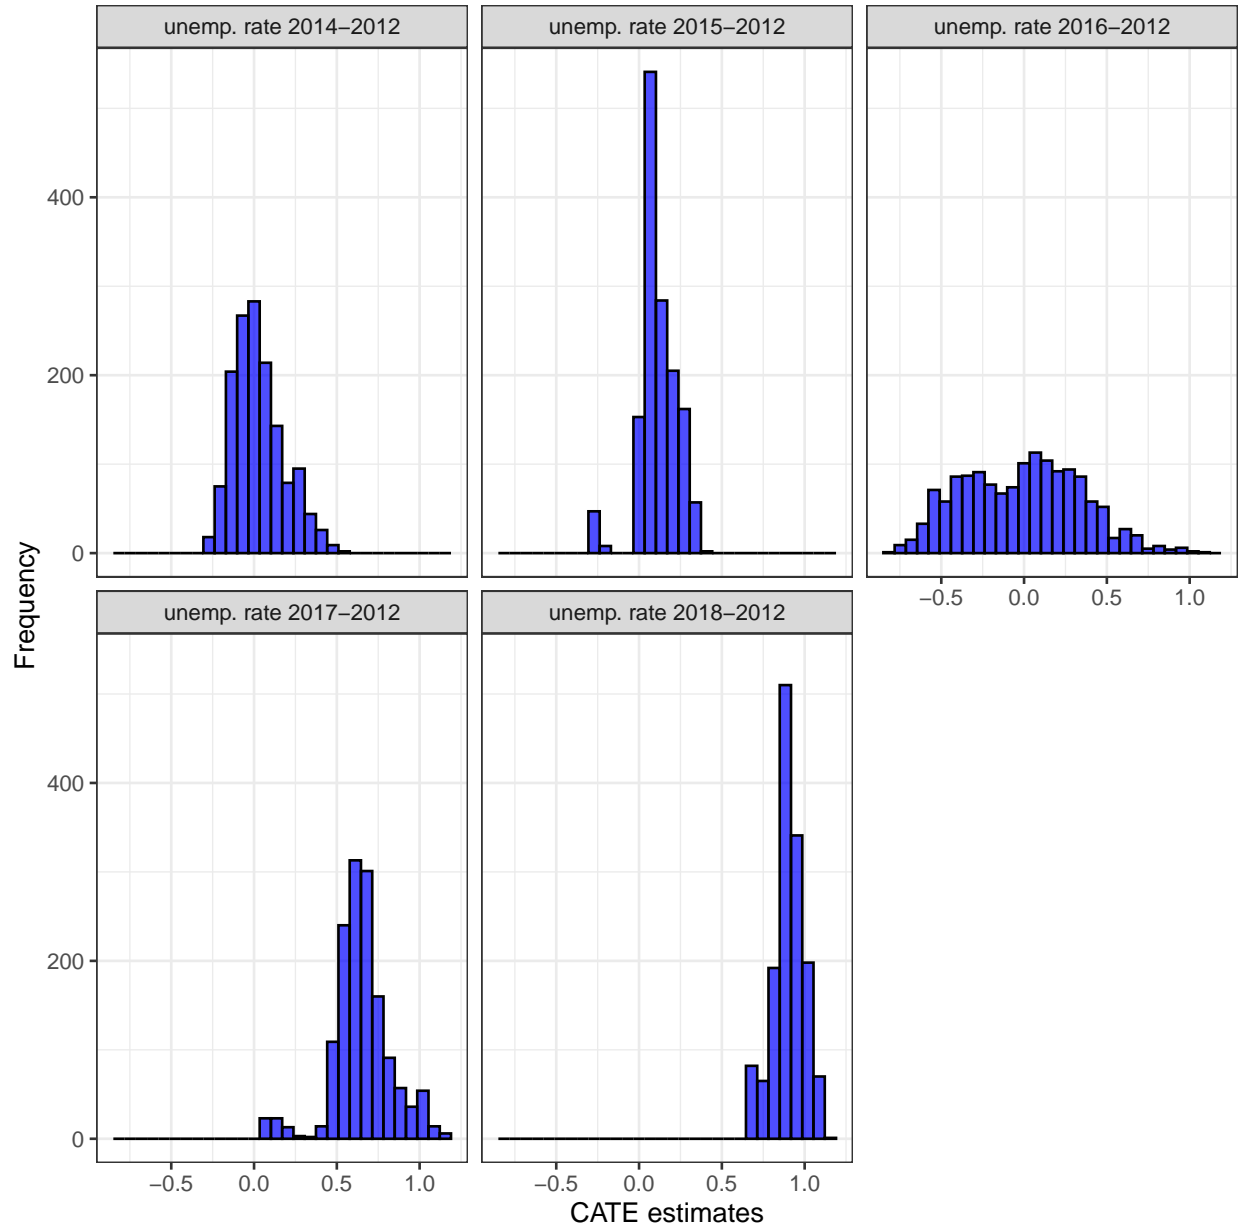 unemp. rate 2014−2012
unemp. rate 2015−2012
unemp. rate 2016−2012
400
200
0
−0.5 0.0 0.5 1.0
Frequency
unemp. rate 2017−2012
unemp. rate 2018−2012
400
200
0
−0.5 0.0 0.5 1.0
−0.5 0.0 0.5 1.0
CATE estimates